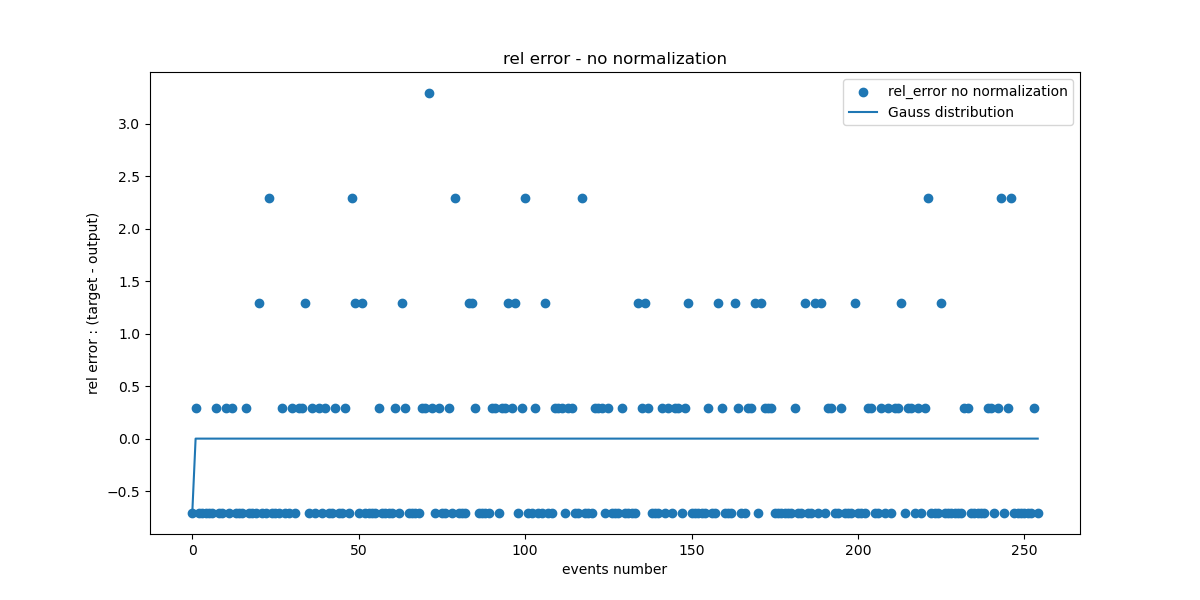 rel error - no normalization
rel_error no normalization
Gauss distribution
rel error : (target - output)
3.0
2.5
2.0
1.5
1.0
0.5
0.0
−0.5
0
50
100
150
200
250
events number